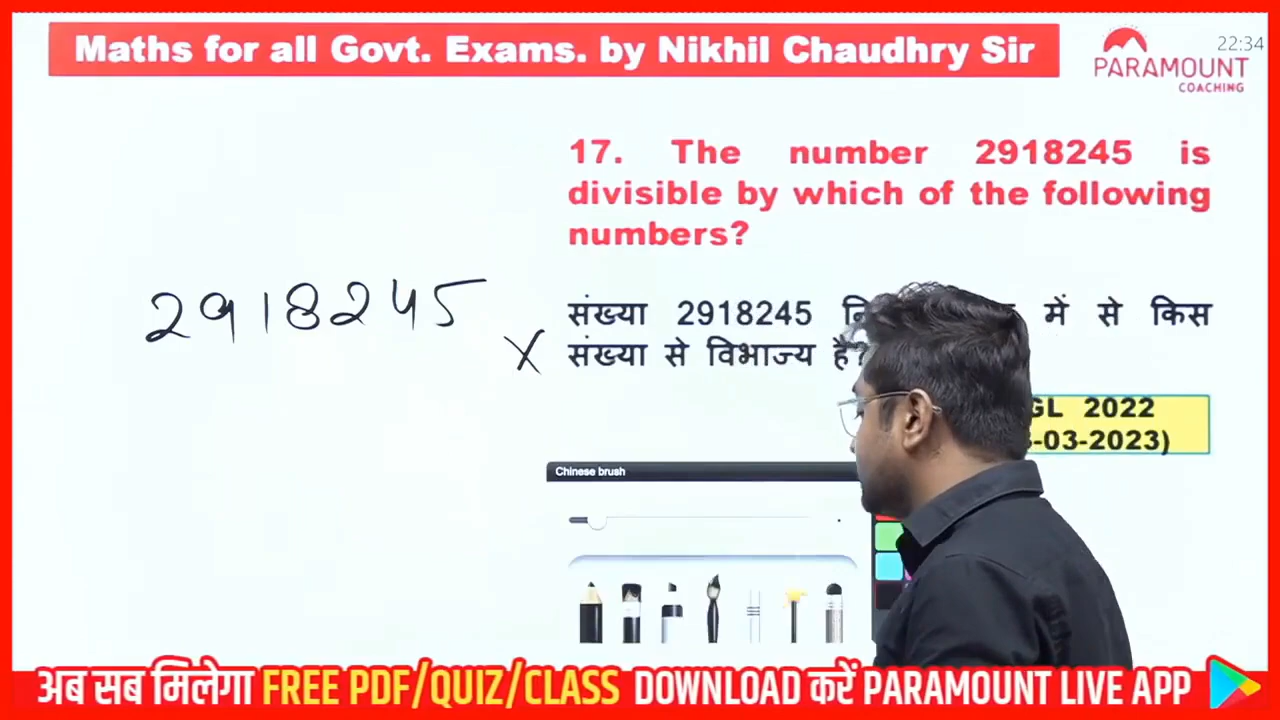 Maths for all Govt. Exams. by Nikhil Chaudhry Sir
22:34
PARAMOUNT
COACHING
17. The number 2918245 is
divisible by which of the following
numbers?
2918245
संख्या 2918245 में से किस
X
संख्या से विभाज्य है?
2022
-03-2023)
Chinese brush
अब सब मिलेगा FREE PDF/QUIZ/CLASS DOWNLOAD करें PARAMOUNT LIVE APP